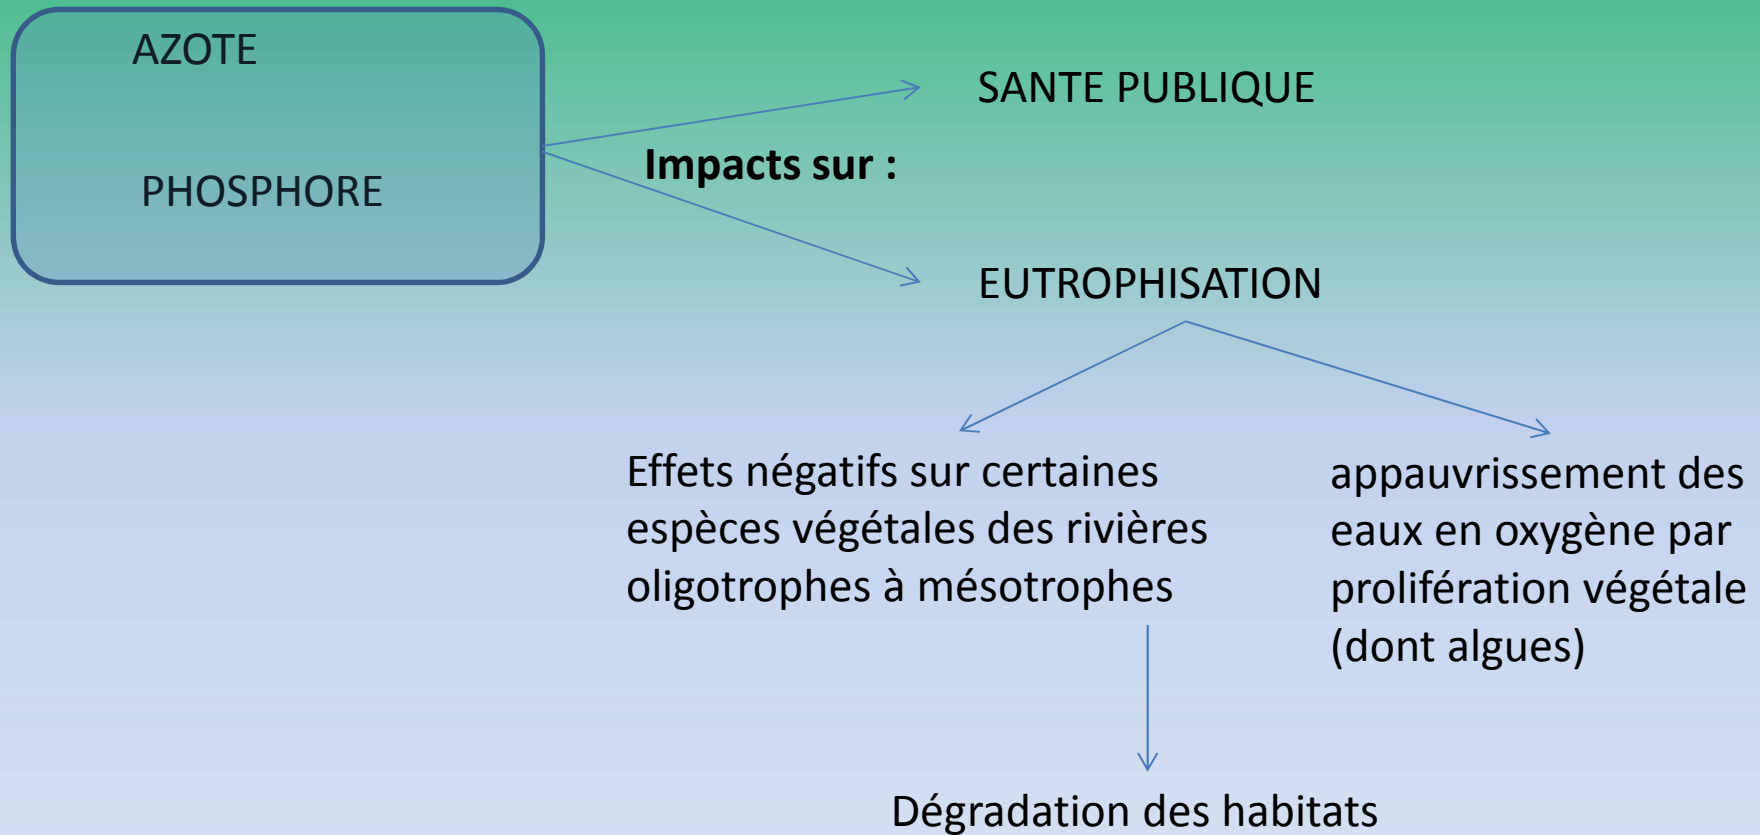 AZOTE
PHOSPHORE
SANTE PUBLIQUE
Impacts sur :
EUTROPHISATION
Effets négatifs sur certaines
espèces végétales des rivières
oligotrophes à mésotrophes
appauvrissement des
eaux en oxygène par
prolifération végétale
(dont algues)
Dégradation des habitats